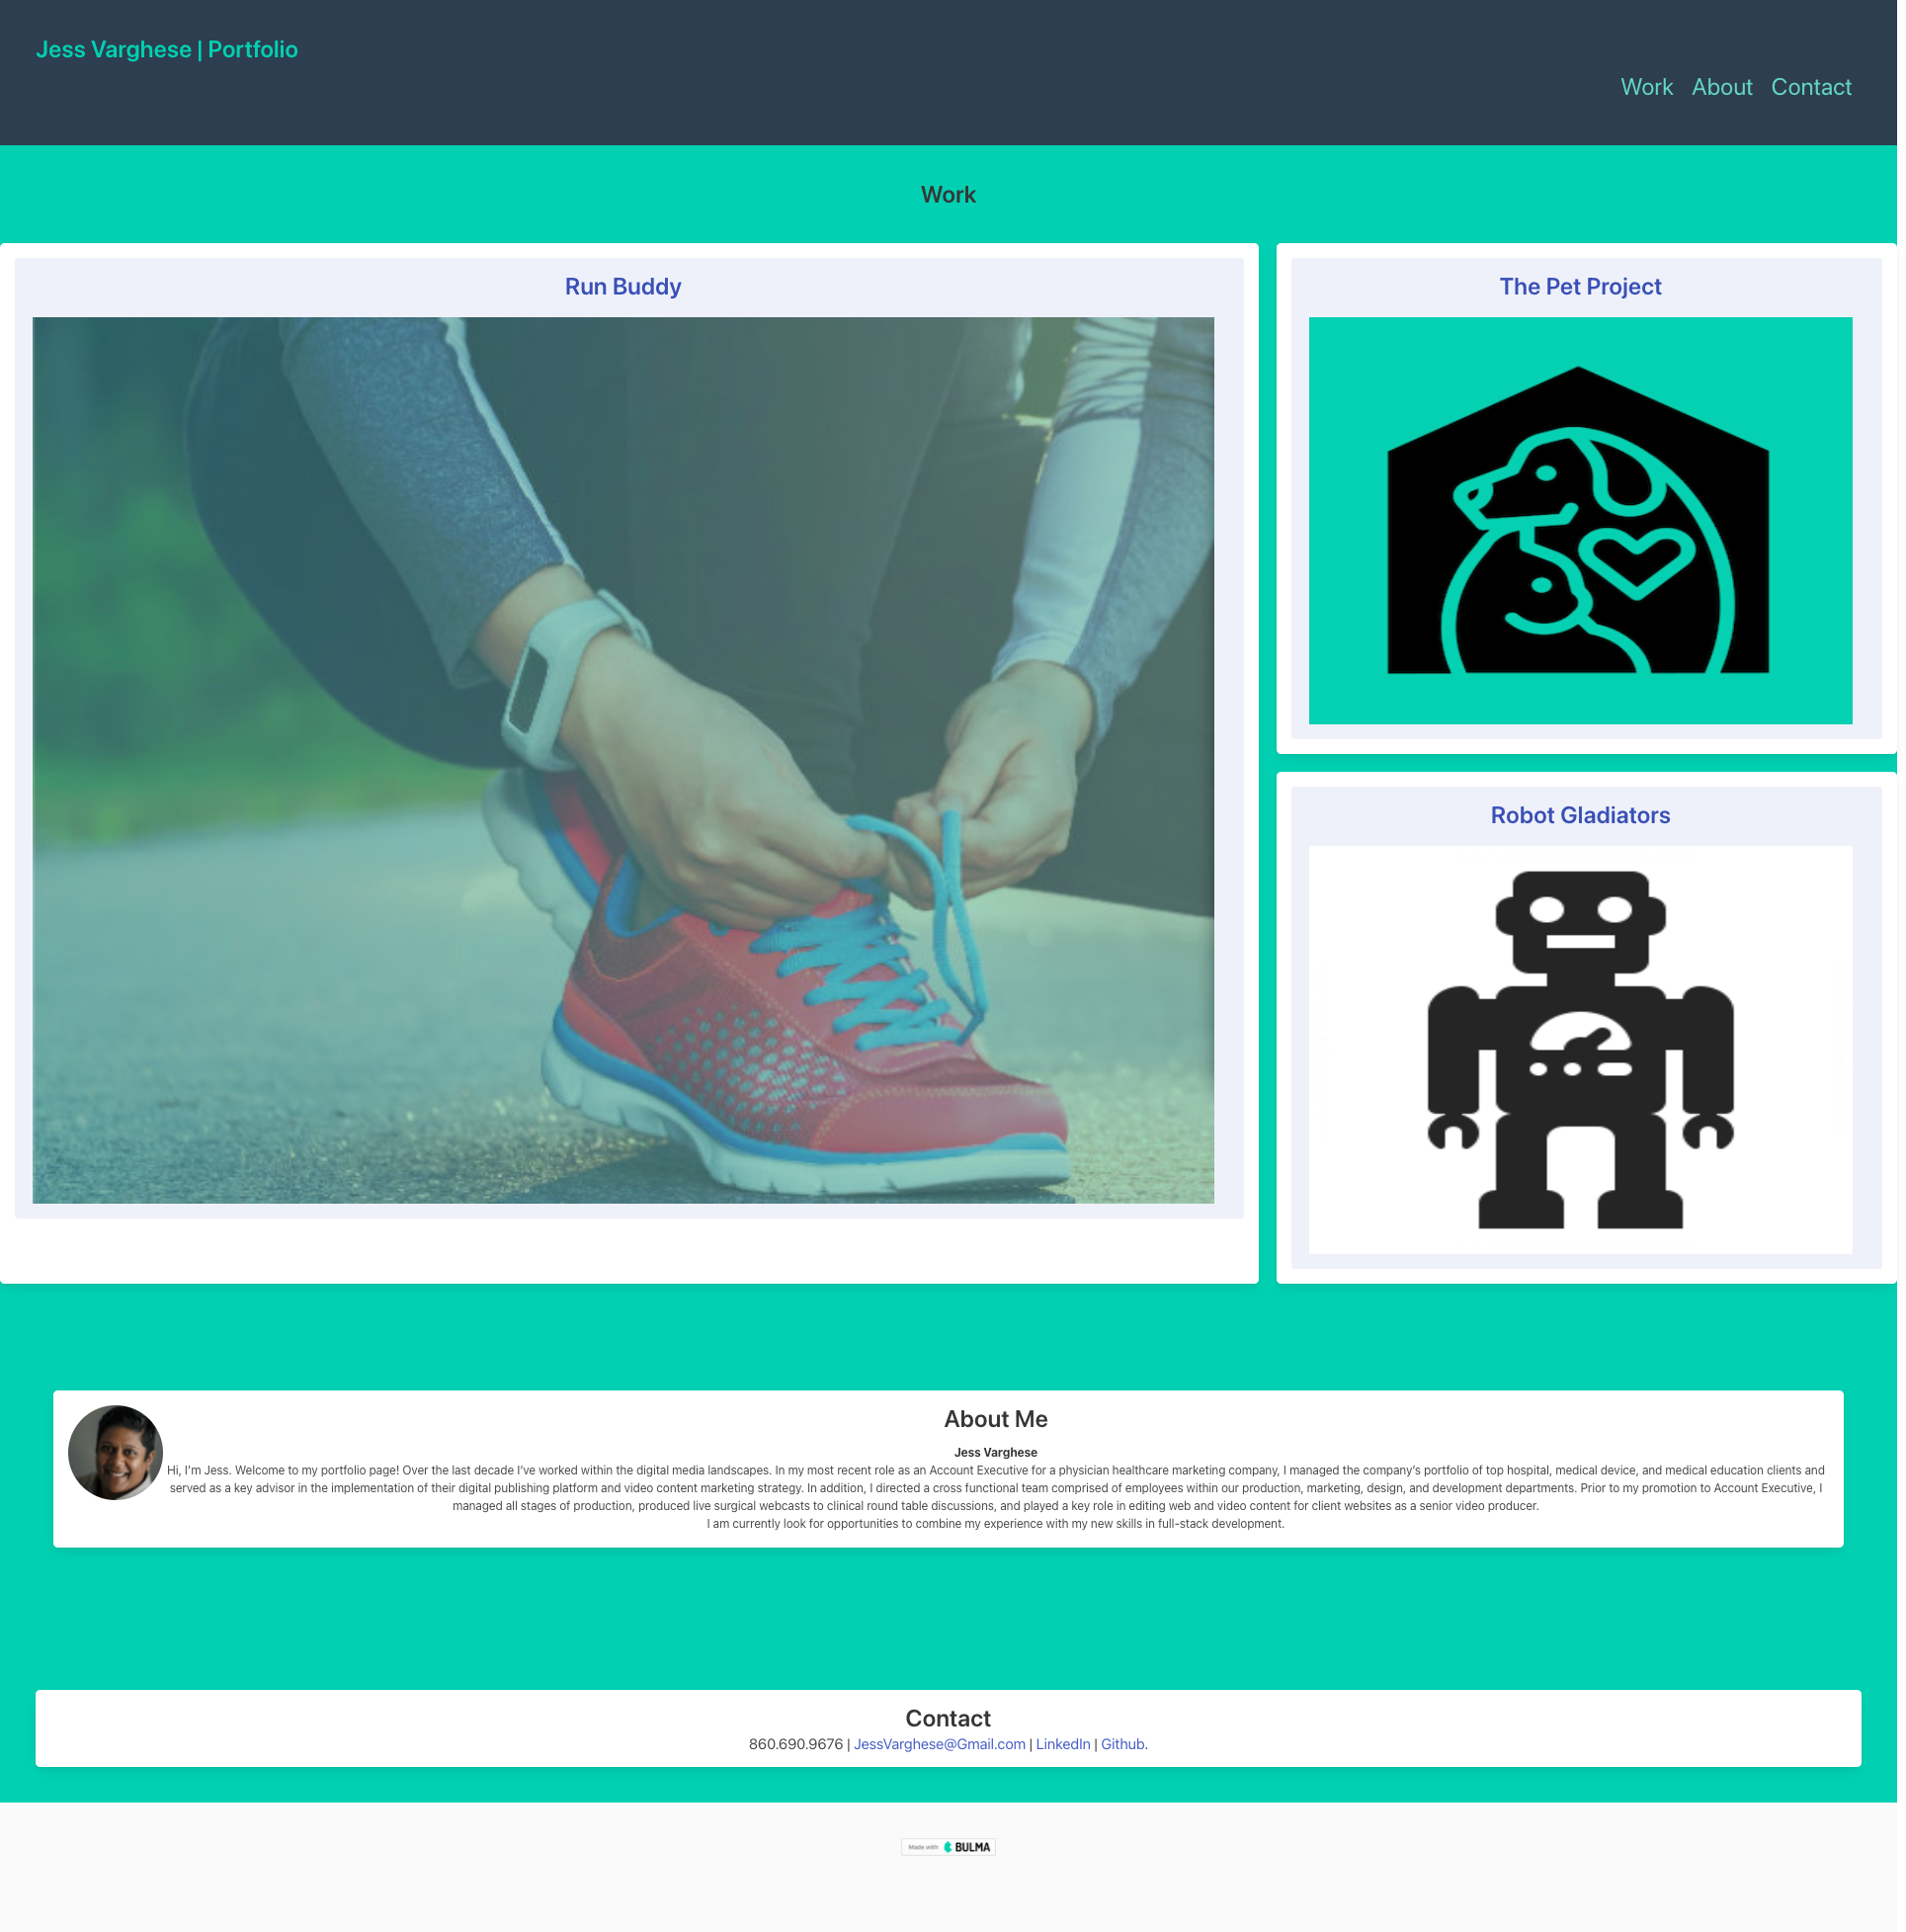 Jess Varghese | Portfolio
Work About Contact
Work
Run Buddy
The Pet Project
Robot Gladiators
About Me
Jess Varghese
Hi, I'm Jess. Welcome to my portfolio page! Over the last decade I've worked within the digital media landscapes. In my most recent role as an Account Executive for a physician healthcare marketing company, I managed the company's portfolio of top hospital, medical device, and medical education clients and
served as a key advisor in the implementation of their digital publishing platform and video content marketing strategy. In addition, I directed a cross functional team comprised of employees within our production, marketing, design, and development departments. Prior to my promotion to Account Executive, I
managed all stages of production, produced live surgical webcasts to clinical round table discussions, and played a key role in editing web and video content for client websites as a senior video producer.
I am currently look for opportunities to combine my experience with my new skills in full-stack development.
Contact
860.690.9676 | JessVarghese@Gmail.com | LinkedIn | Github.
Made with BULMA